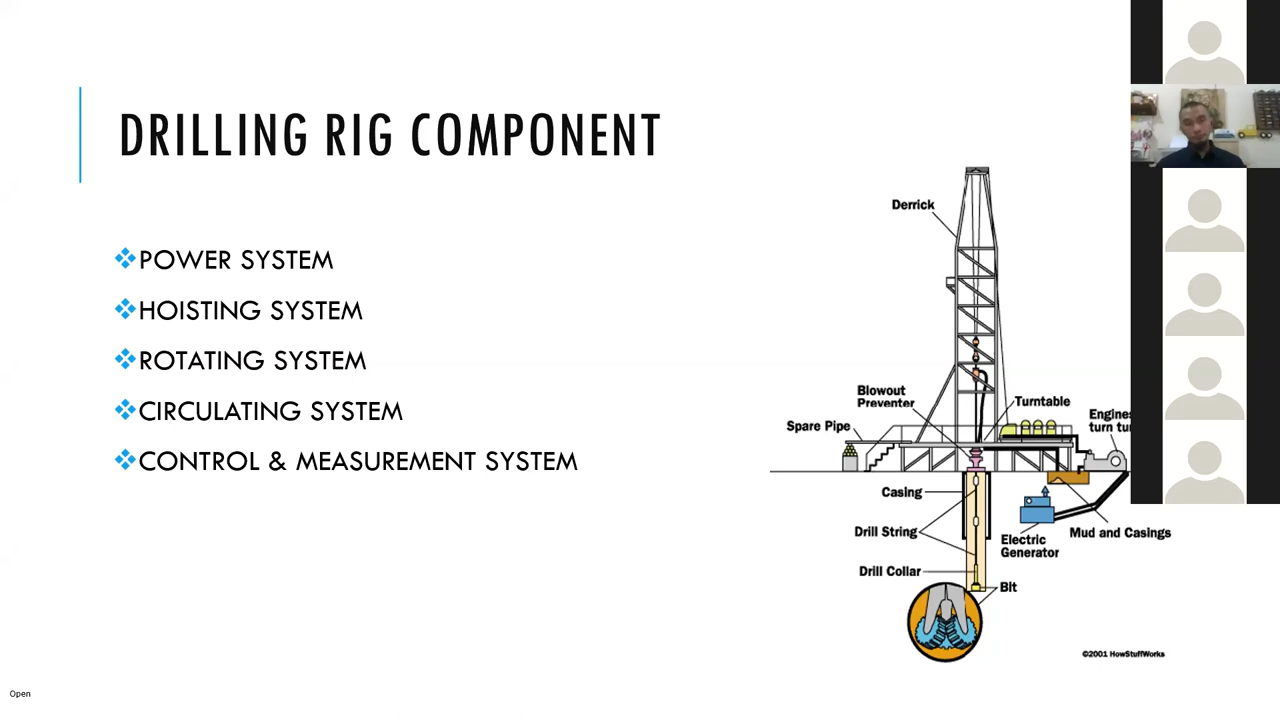 DRILLING RIG COMPONENT
POWER SYSTEM
HOISTING SYSTEM
ROTATING SYSTEM
CIRCULATING SYSTEM
CONTROL & MEASUREMENT SYSTEM
Derrick
Blowout
Preventer
Turntable
Engines
turn
Spare Pipe
Casing
Drill String
Electric
Generator
Mud and Casings
Drill Collar
Bit
©2001 HowStuffWorks
Open